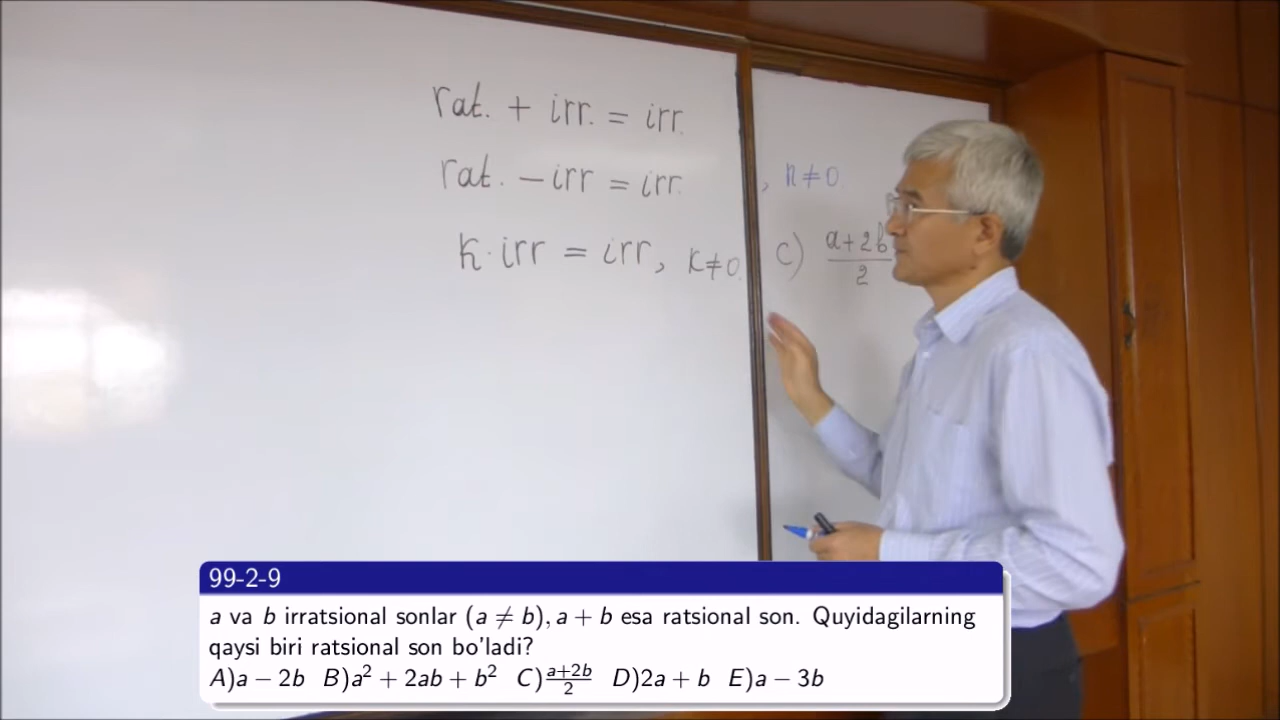 rat. + irr. = irr.
rat. - irr = irr.
k·irr = irr, k≠0.
, n≠0
C) a+2b/2
99-2-9
a va b irratsional sonlar (a ≠ b), a + b esa ratsional son. Quyidagilarning
qaysi biri ratsional son bo'ladi?
A)a − 2b B)a² + 2ab + b² C)a+2b/2 D)2a + b E)a − 3b